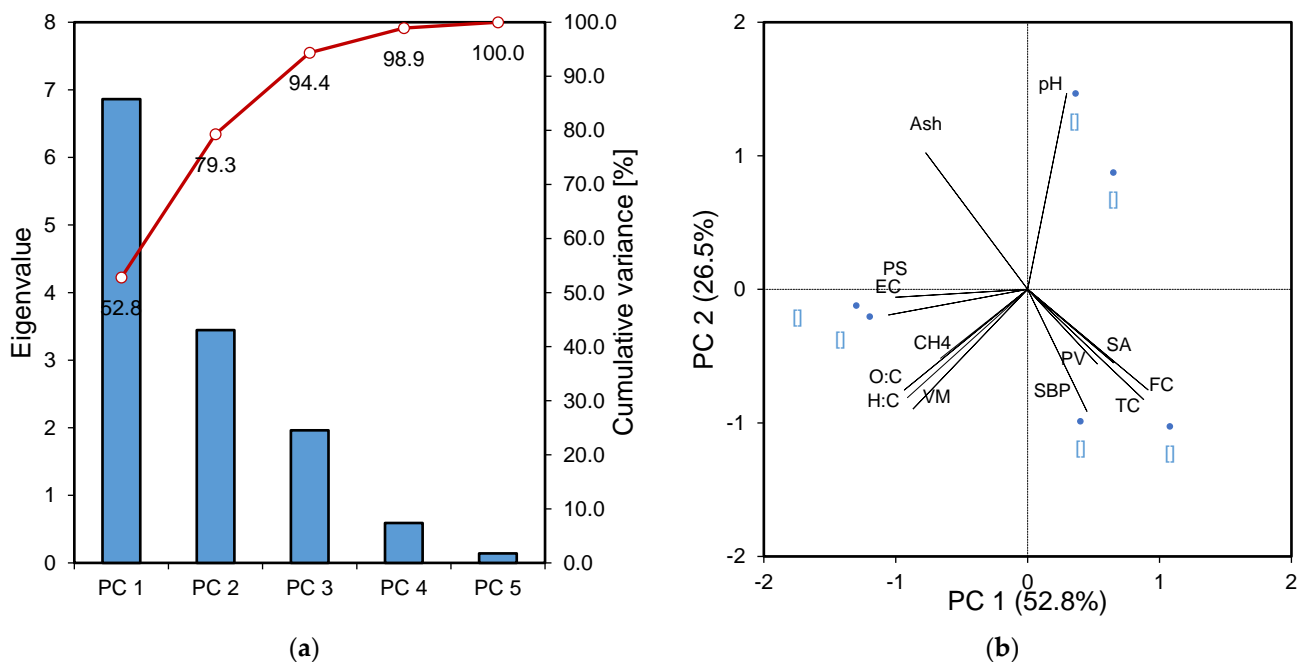 8
7
6
5
4
3
2
1
0
Eigenvalue
52.8
79.3
94.4
98.9
100.0
100.0
90.0
80.0
70.0
60.0
50.0
40.0
30.0
20.0
10.0
0.0
Cumulative variance [%]
PC 1 PC 2 PC 3 PC 4 PC 5
(a)
2
1
0
-1
-2
PC 2 (26.5%)
pH
[]
Ash
[]
PS
EC
[]
[]
CH4
PV
SA
O:C
H:C
VM
SBP
FC
TC
[]
[]
-2 -1 0 1 2
PC 1 (52.8%)
(b)